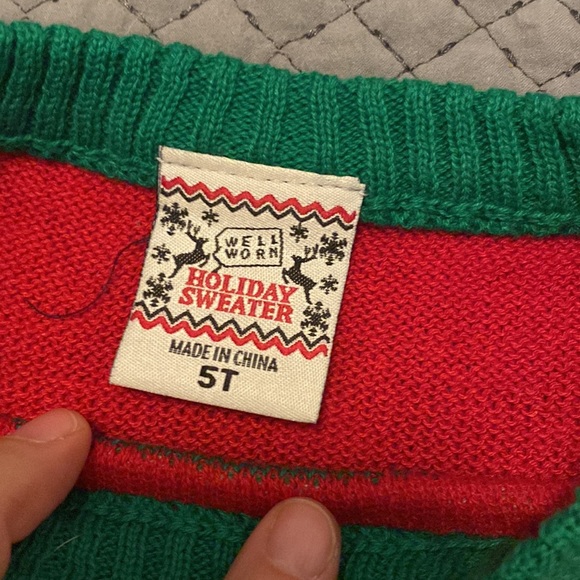 WELL
WORN
HOLIDAY
SWEATER
MADE IN CHINA
5T